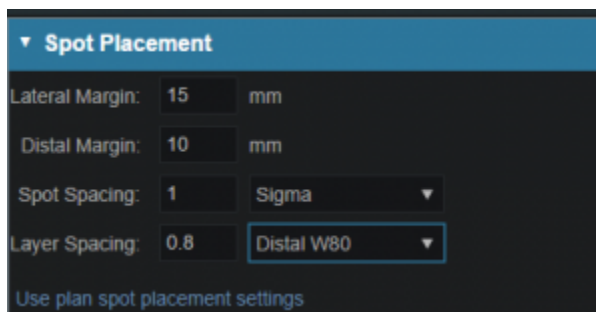 Spot Placement
Lateral Margin: 15 mm
Distal Margin: 10 mm
Spot Spacing: 1 Sigma
Layer Spacing: 0.8 Distal W80
Use plan spot placement settings